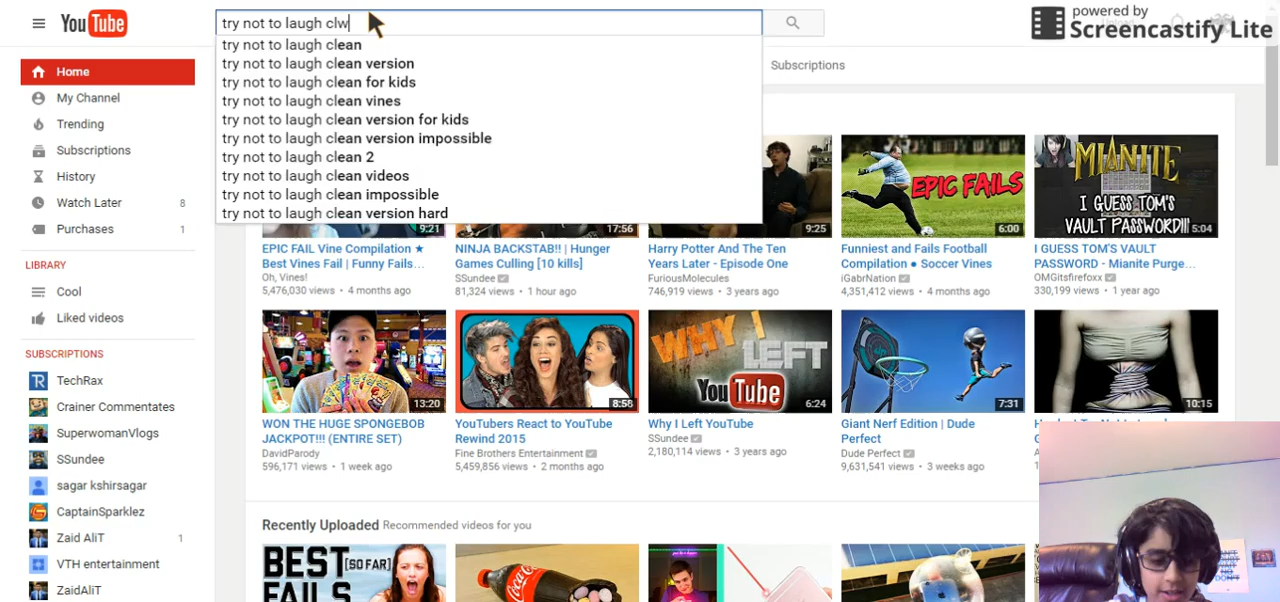 YouTube
try not to laugh clw
powered by
Screencastify Lite
try not to laugh clean
try not to laugh clean version
try not to laugh clean for kids
try not to laugh clean vines
try not to laugh clean version for kids
try not to laugh clean version impossible
try not to laugh clean 2
try not to laugh clean videos
try not to laugh clean impossible
try not to laugh clean version hard
Subscriptions
Home
My Channel
Trending
Subscriptions
History
Watch Later 8
Purchases 1
LIBRARY
Cool
Liked videos
SUBSCRIPTIONS
TechRax
Crainer Commentates
SuperwomanVlogs
SSundee
sagar kshirsagar
CaptainSparklez
Zaid AliT 1
VTH entertainment
ZaidAliT
9:21
17:56
9:25
EPIC FAILS
6:00
MIANITE
I GUESS TOM'S
VAULT PASSWORD!!!
5:04
EPIC FAIL Vine Compilation ★
Best Vines Fail | Funny Fails...
Oh, Vines!
5,476,030 views • 4 months ago
NINJA BACKSTAB!! | Hunger
Games Culling [10 kills]
SSundee
81,324 views • 1 hour ago
Harry Potter And The Ten
Years Later - Episode One
FuriousMolecules
746,919 views • 3 years ago
Funniest and Fails Football
Compilation ● Soccer Vines
iGabrNation
4,351,412 views • 4 months ago
I GUESS TOM'S VAULT
PASSWORD - Mianite Purge...
OMGitsfirefoxx
330,199 views • 1 year ago
13:20
8:58
WHY I
LEFT
YouTube
6:24
7:31
10:15
WON THE HUGE SPONGEBOB
JACKPOT!!! (ENTIRE SET)
DavidParody
596,171 views • 1 week ago
YouTubers React to YouTube
Rewind 2015
Fine Brothers Entertainment
5,459,856 views • 2 months ago
Why I Left YouTube
SSundee
2,180,114 views • 3 years ago
Giant Nerf Edition | Dude
Perfect
Dude Perfect
9,631,541 views • 3 weeks ago
Recently Uploaded Recommended videos for you
BEST [SO FAR]
FAILS
Coca-Cola